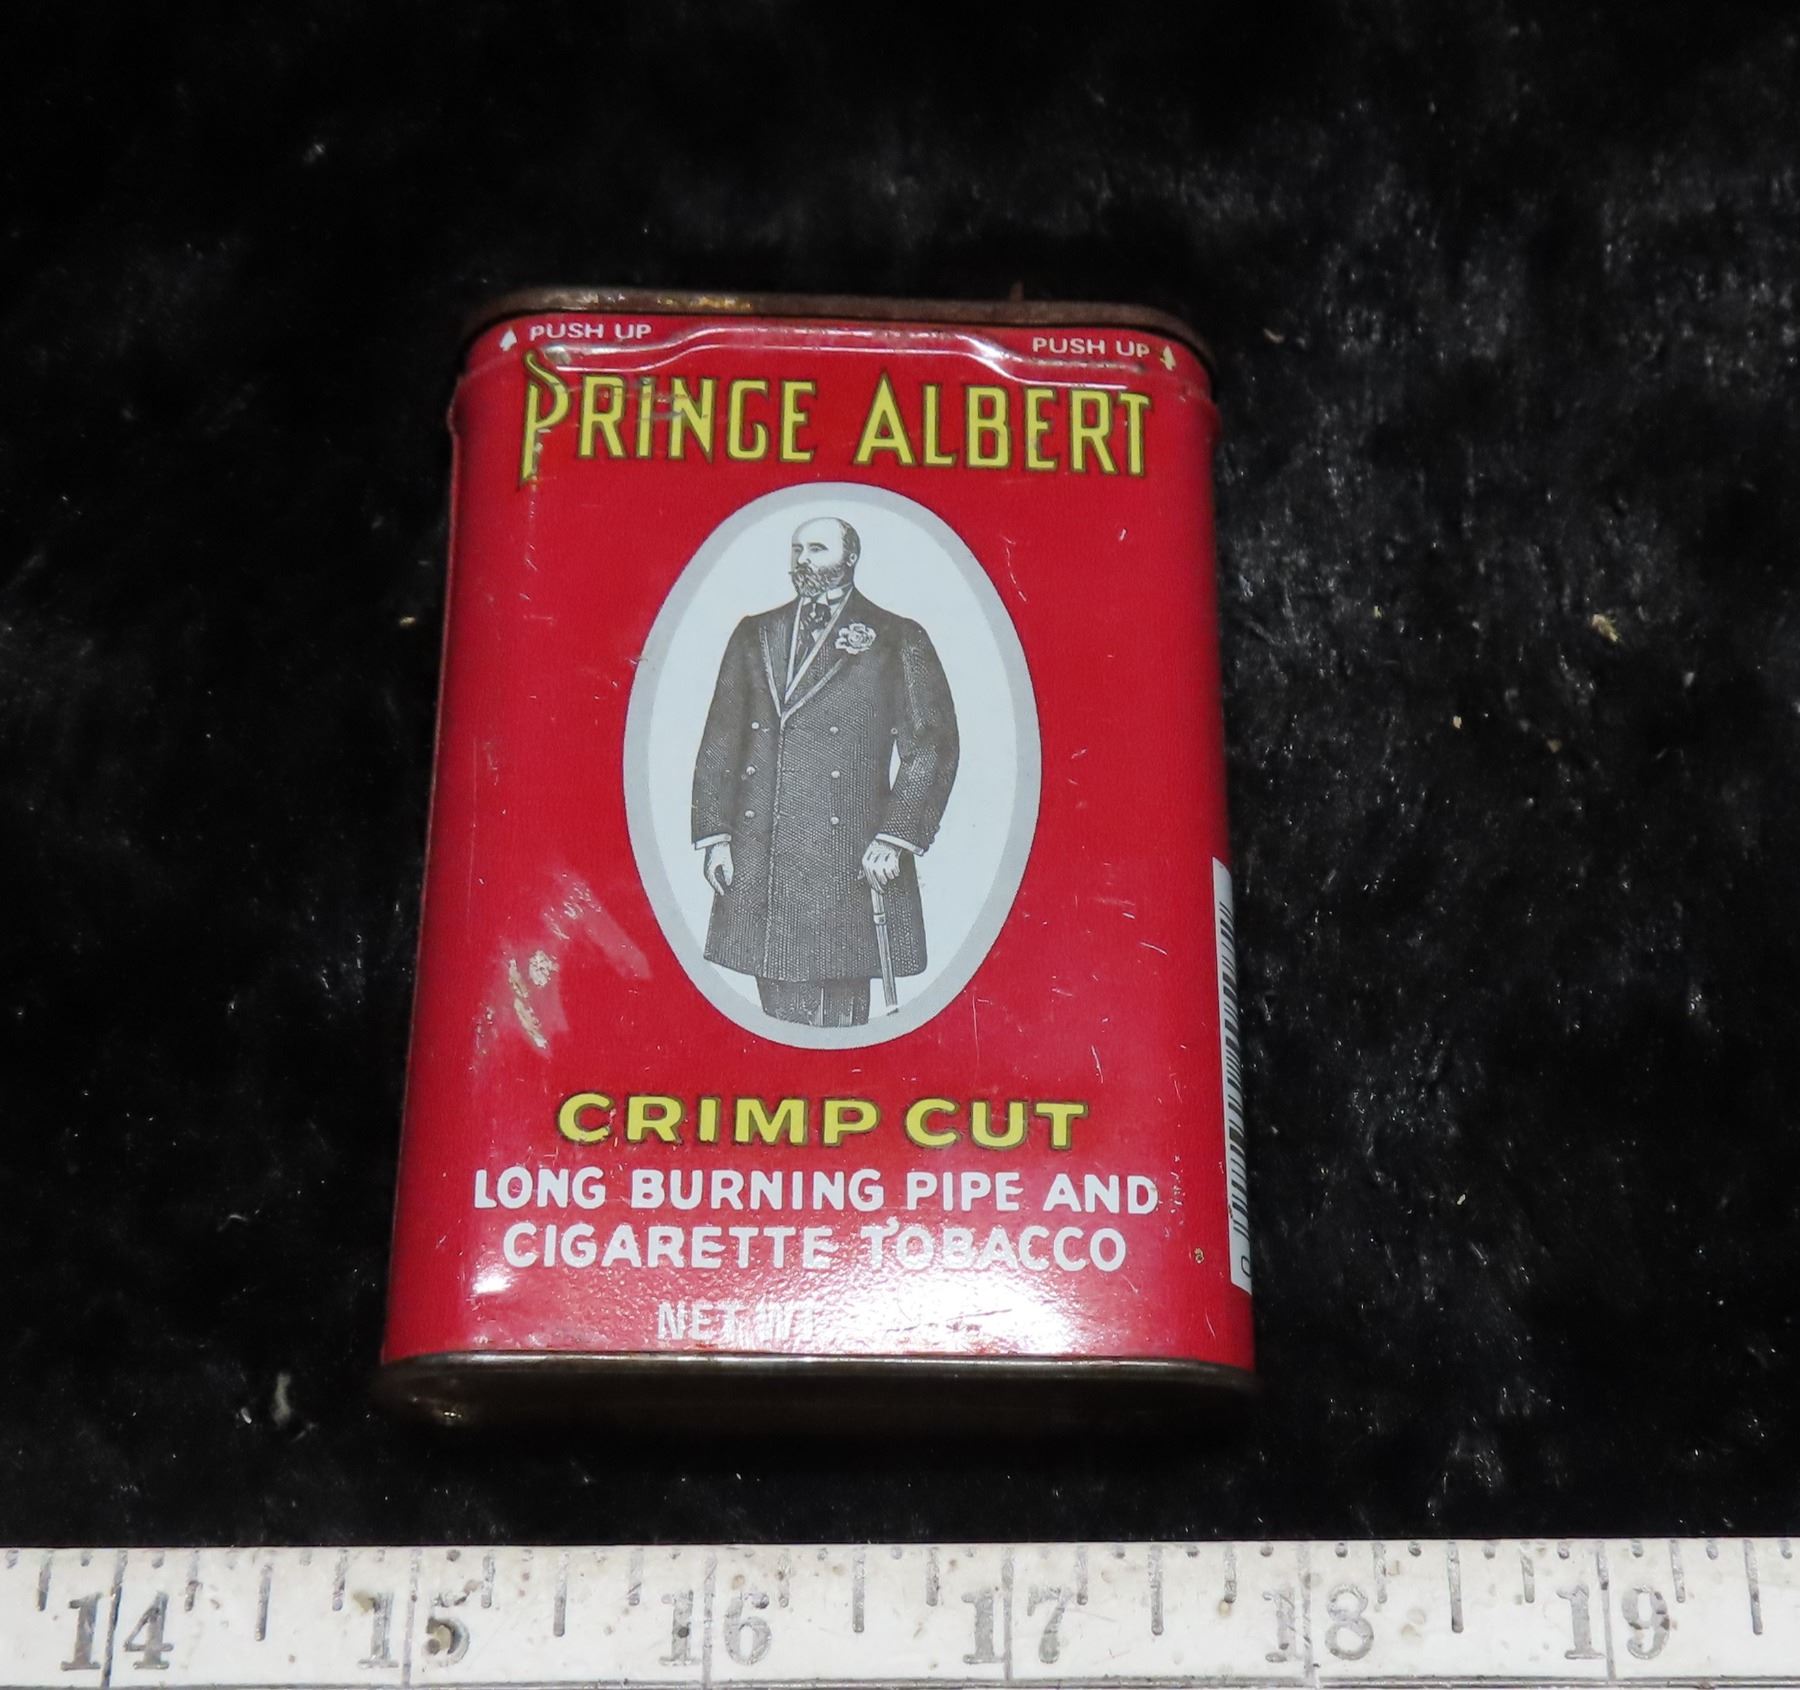 PUSH UP PUSH UP
PRINCE ALBERT
CRIMP CUT
LONG BURNING PIPE AND
CIGARETTE TOBACCO
NET WT.
14 15 16 17 18 19